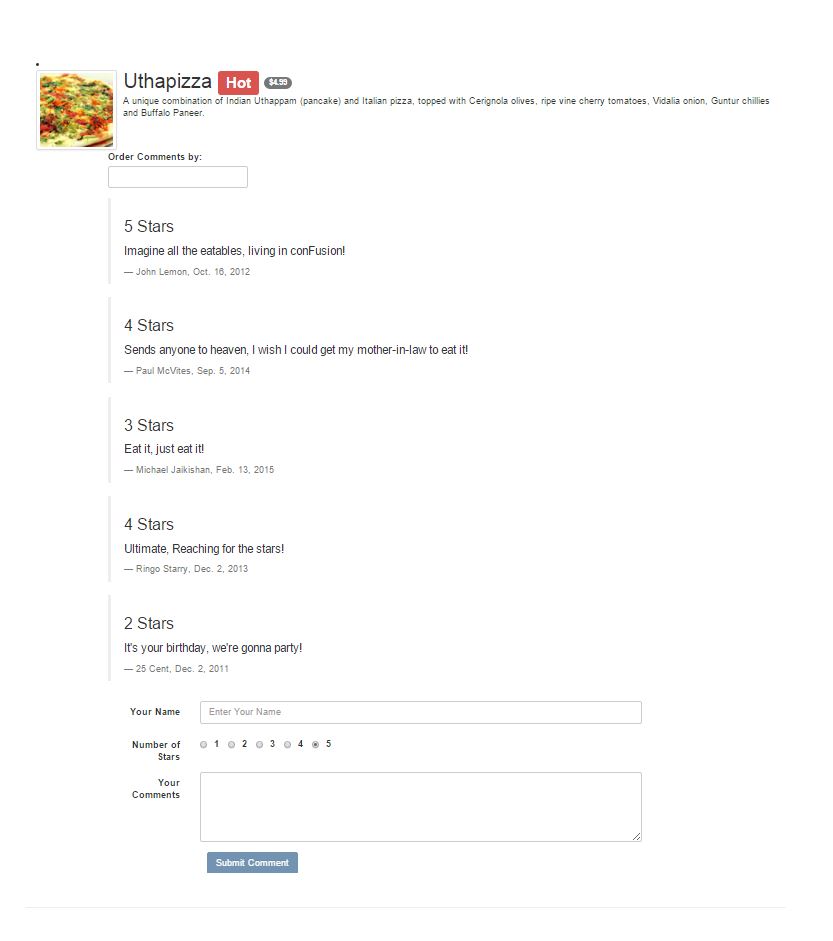 Uthapizza Hot $4.99
A unique combination of Indian Uthappam (pancake) and Italian pizza, topped with Cerignola olives, ripe vine cherry tomatoes, Vidalia onion, Guntur chillies
and Buffalo Paneer.
Order Comments by:
5 Stars
Imagine all the eatables, living in conFusion!
— John Lemon, Oct. 16, 2012
4 Stars
Sends anyone to heaven, I wish I could get my mother-in-law to eat it!
— Paul McVites, Sep. 5, 2014
3 Stars
Eat it, just eat it!
— Michael Jaikishan, Feb. 13, 2015
4 Stars
Ultimate, Reaching for the stars!
— Ringo Starry, Dec. 2, 2013
2 Stars
It's your birthday, we're gonna party!
— 25 Cent, Dec. 2, 2011
Your Name Enter Your Name
Number of 1 2 3 4 5
Stars
Your
Comments
Submit Comment